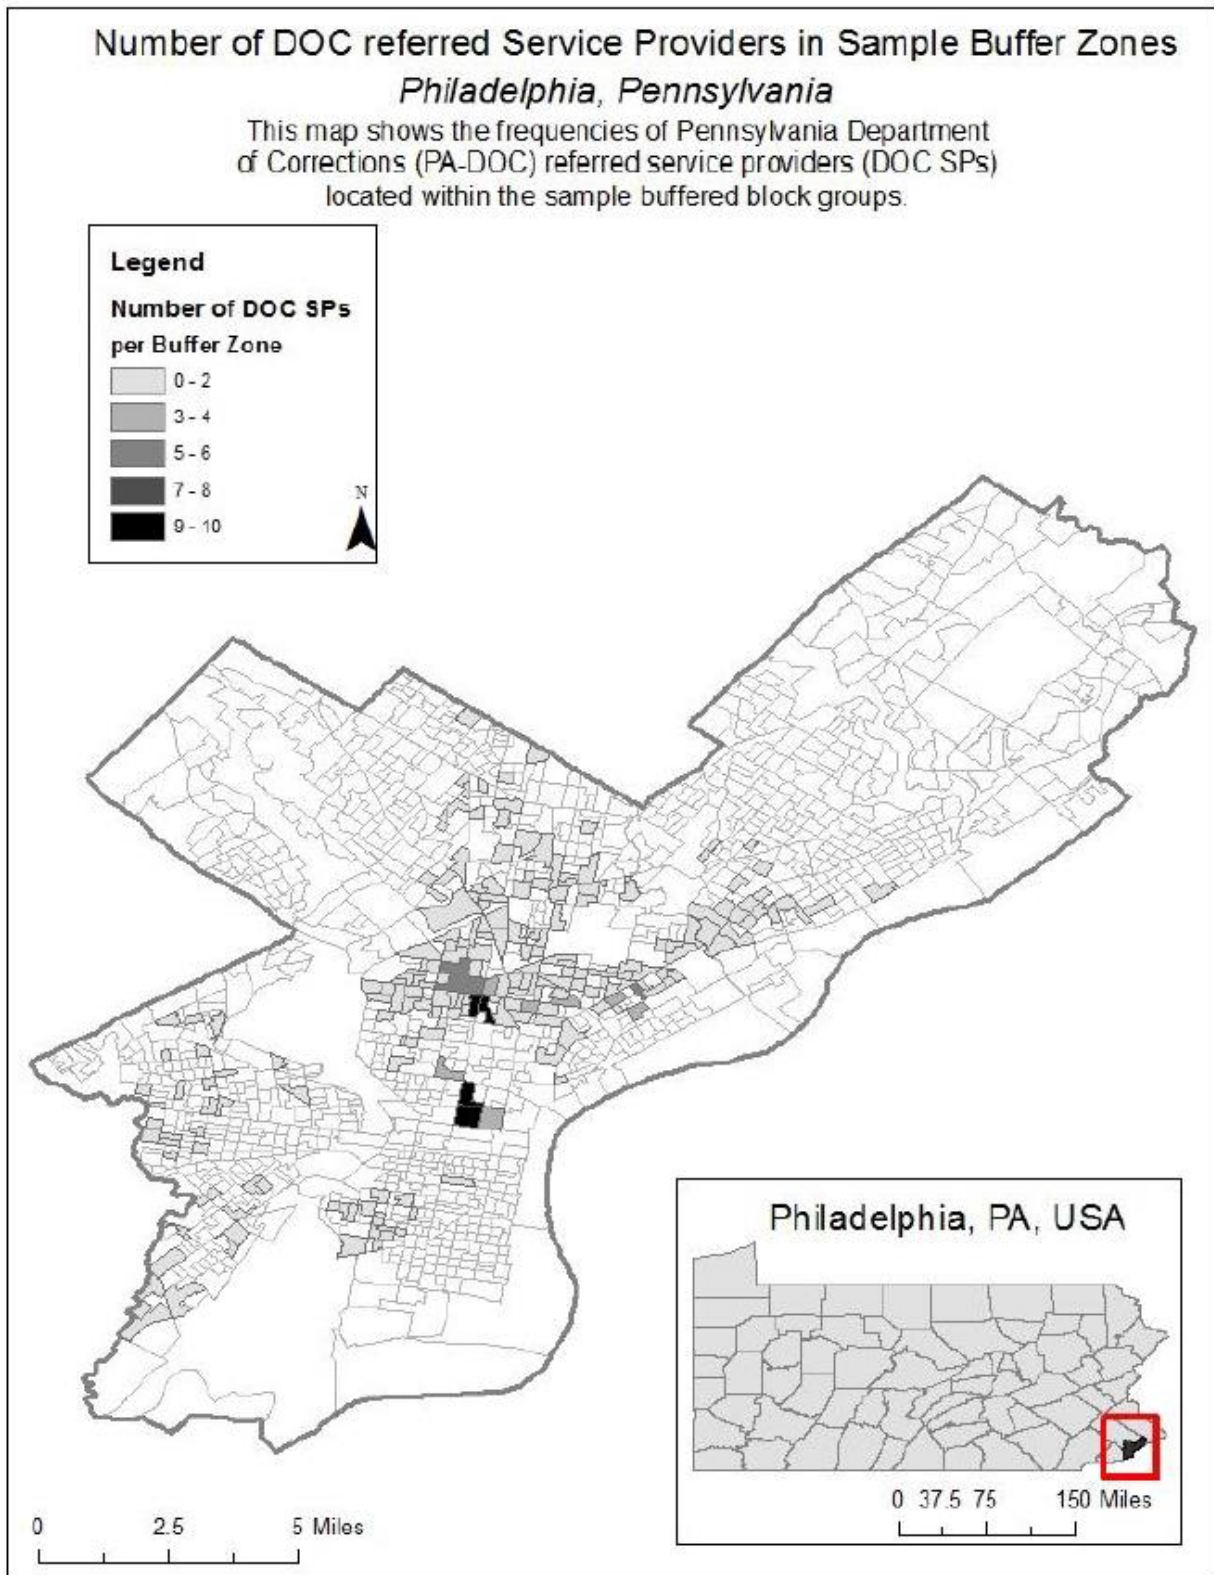 Number of DOC referred Service Providers in Sample Buffer Zones
Philadelphia, Pennsylvania
This map shows the frequencies of Pennsylvania Department
of Corrections (PA-DOC) referred service providers (DOC SPs)
located within the sample buffered block groups.
Legend
Number of DOC SPs
per Buffer Zone
0 - 2
3 - 4
5 - 6
7 - 8
9 - 10
N
Philadelphia, PA, USA
0 37.5 75 150 Miles
0 2.5 5 Miles